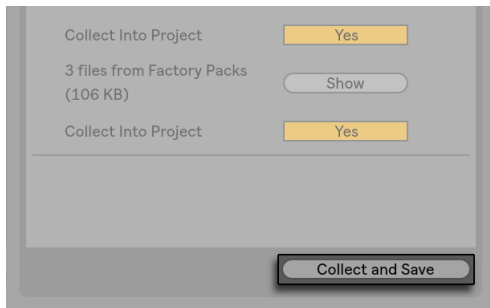 Collect Into Project Yes
3 files from Factory Packs
(106 KB) Show
Collect Into Project Yes
Collect and Save